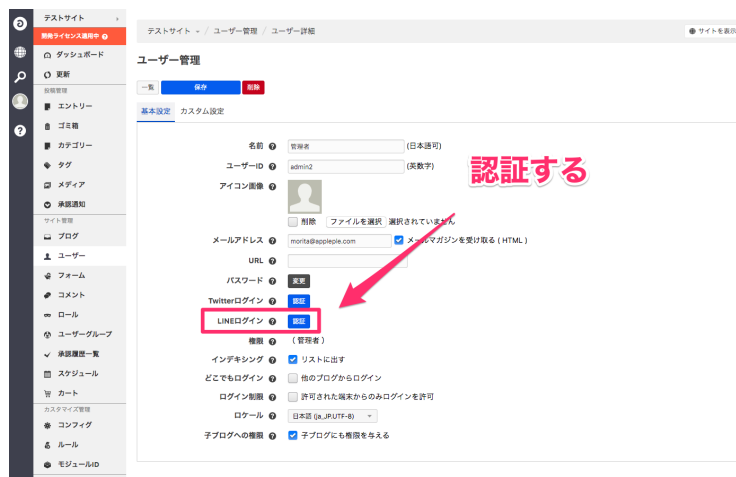 テストサイト
開発ライセンス運用中
ダッシュボード
更新
投稿管理
エントリー
ゴミ箱
カテゴリー
タグ
メディア
承認通知
サイト管理
ブログ
ユーザー
フォーム
コメント
ロール
ユーザーグループ
承認履歴一覧
スケジュール
カート
カスタマイズ管理
コンフィグ
ルール
モジュールID
テストサイト / ユーザー管理 / ユーザー詳細
サイトを表示
ユーザー管理
一覧 保存 削除
基本設定 カスタム設定
名前 管理者 (日本語可)
ユーザーID admin2 (英数字)
認証する
アイコン画像
削除 ファイルを選択 選択されていません
メールアドレス morita@appleple.com メールマガジンを受け取る ( HTML )
URL
パスワード 変更
Twitterログイン 認証
LINEログイン 認証
権限 ( 管理者 )
インデキシング リストに出す
どこでもログイン 他のブログからログイン
ログイン制限 許可された端末からのみログインを許可
ロケール 日本語 (ja_JP.UTF-8)
子ブログへの権限 子ブログにも権限を与える